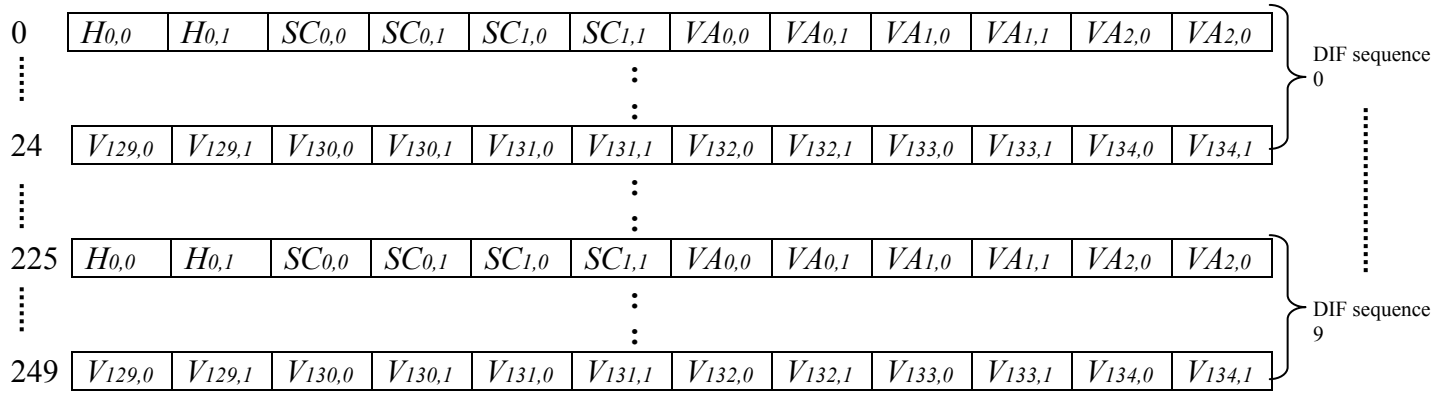 0 H0,0 H0,1 SC0,0 SC0,1 SC1,0 SC1,1 VA0,0 VA0,1 VA1,0 VA1,1 VA2,0 VA2,0
DIF sequence
0
24 V129,0 V129,1 V130,0 V130,1 V131,0 V131,1 V132,0 V132,1 V133,0 V133,1 V134,0 V134,1
225 H0,0 H0,1 SC0,0 SC0,1 SC1,0 SC1,1 VA0,0 VA0,1 VA1,0 VA1,1 VA2,0 VA2,0
DIF sequence
9
249 V129,0 V129,1 V130,0 V130,1 V131,0 V131,1 V132,0 V132,1 V133,0 V133,1 V134,0 V134,1